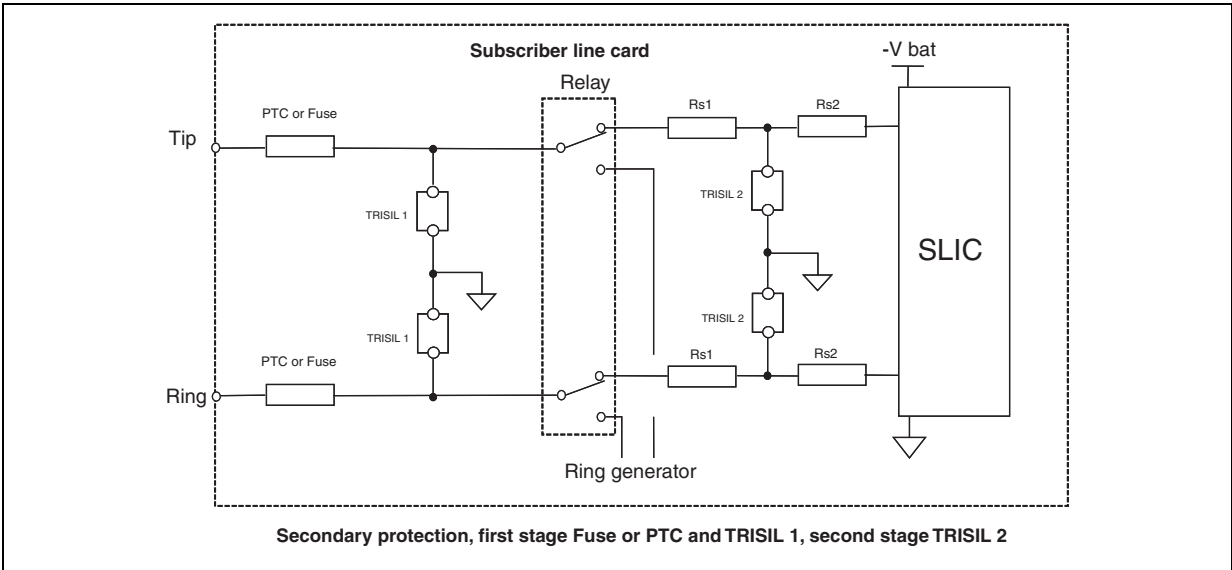 Subscriber line card
-V bat
Relay
PTC or Fuse
Rs1
Rs2
Tip
TRISIL 1
TRISIL 2
SLIC
TRISIL 1
TRISIL 2
PTC or Fuse
Rs1
Rs2
Ring
Ring generator
Secondary protection, first stage Fuse or PTC and TRISIL 1, second stage TRISIL 2